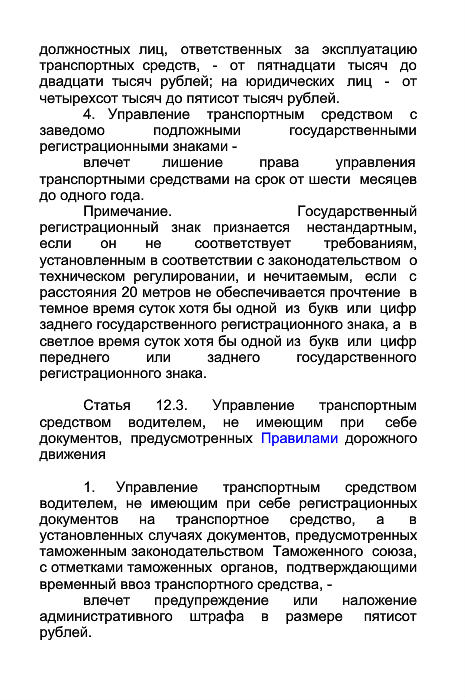 должностных лиц, ответственных за эксплуатацию
транспортных средств, - от пятнадцати тысяч до
двадцати тысяч рублей; на юридических лиц - от
четырехсот тысяч до пятисот тысяч рублей.
4. Управление транспортным средством с
заведомо подложными государственными
регистрационными знаками -
влечет лишение права управления
транспортными средствами на срок от шести месяцев
до одного года.
Примечание. Государственный
регистрационный знак признается нестандартным,
если он не соответствует требованиям,
установленным в соответствии с законодательством о
техническом регулировании, и нечитаемым, если с
расстояния 20 метров не обеспечивается прочтение в
темное время суток хотя бы одной из букв или цифр
заднего государственного регистрационного знака, а в
светлое время суток хотя бы одной из букв или цифр
переднего или заднего государственного
регистрационного знака.
Статья 12.3. Управление транспортным
средством водителем, не имеющим при себе
документов, предусмотренных Правилами дорожного
движения
1. Управление транспортным средством
водителем, не имеющим при себе регистрационных
документов на транспортное средство, а в
установленных случаях документов, предусмотренных
таможенным законодательством Таможенного союза,
с отметками таможенных органов, подтверждающими
временный ввоз транспортного средства, -
влечет предупреждение или наложение
административного штрафа в размере пятисот
рублей.